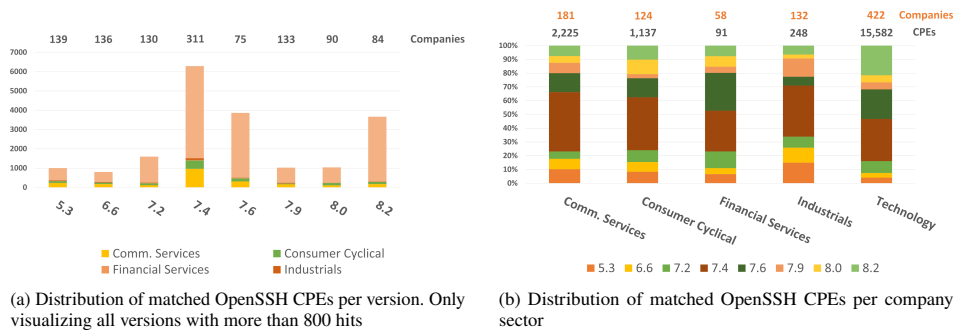 139 136 130 311 75 133 90 84 Companies
7000
6000
5000
4000
3000
2000
1000
0
5.3 6.6 7.2 7.4 7.6 7.9 8.0 8.2
Comm. Services Consumer Cyclical
Financial Services Industrials
(a) Distribution of matched OpenSSH CPEs per version. Only
visualizing all versions with more than 800 hits
181 124 58 132 422 Companies
2,225 1,137 91 248 15,582 CPEs
100%
90%
80%
70%
60%
50%
40%
30%
20%
10%
0%
Comm. Services Consumer Cyclical Financial Services Industrials Technology
5.3 6.6 7.2 7.4 7.6 7.9 8.0 8.2
(b) Distribution of matched OpenSSH CPEs per company
sector